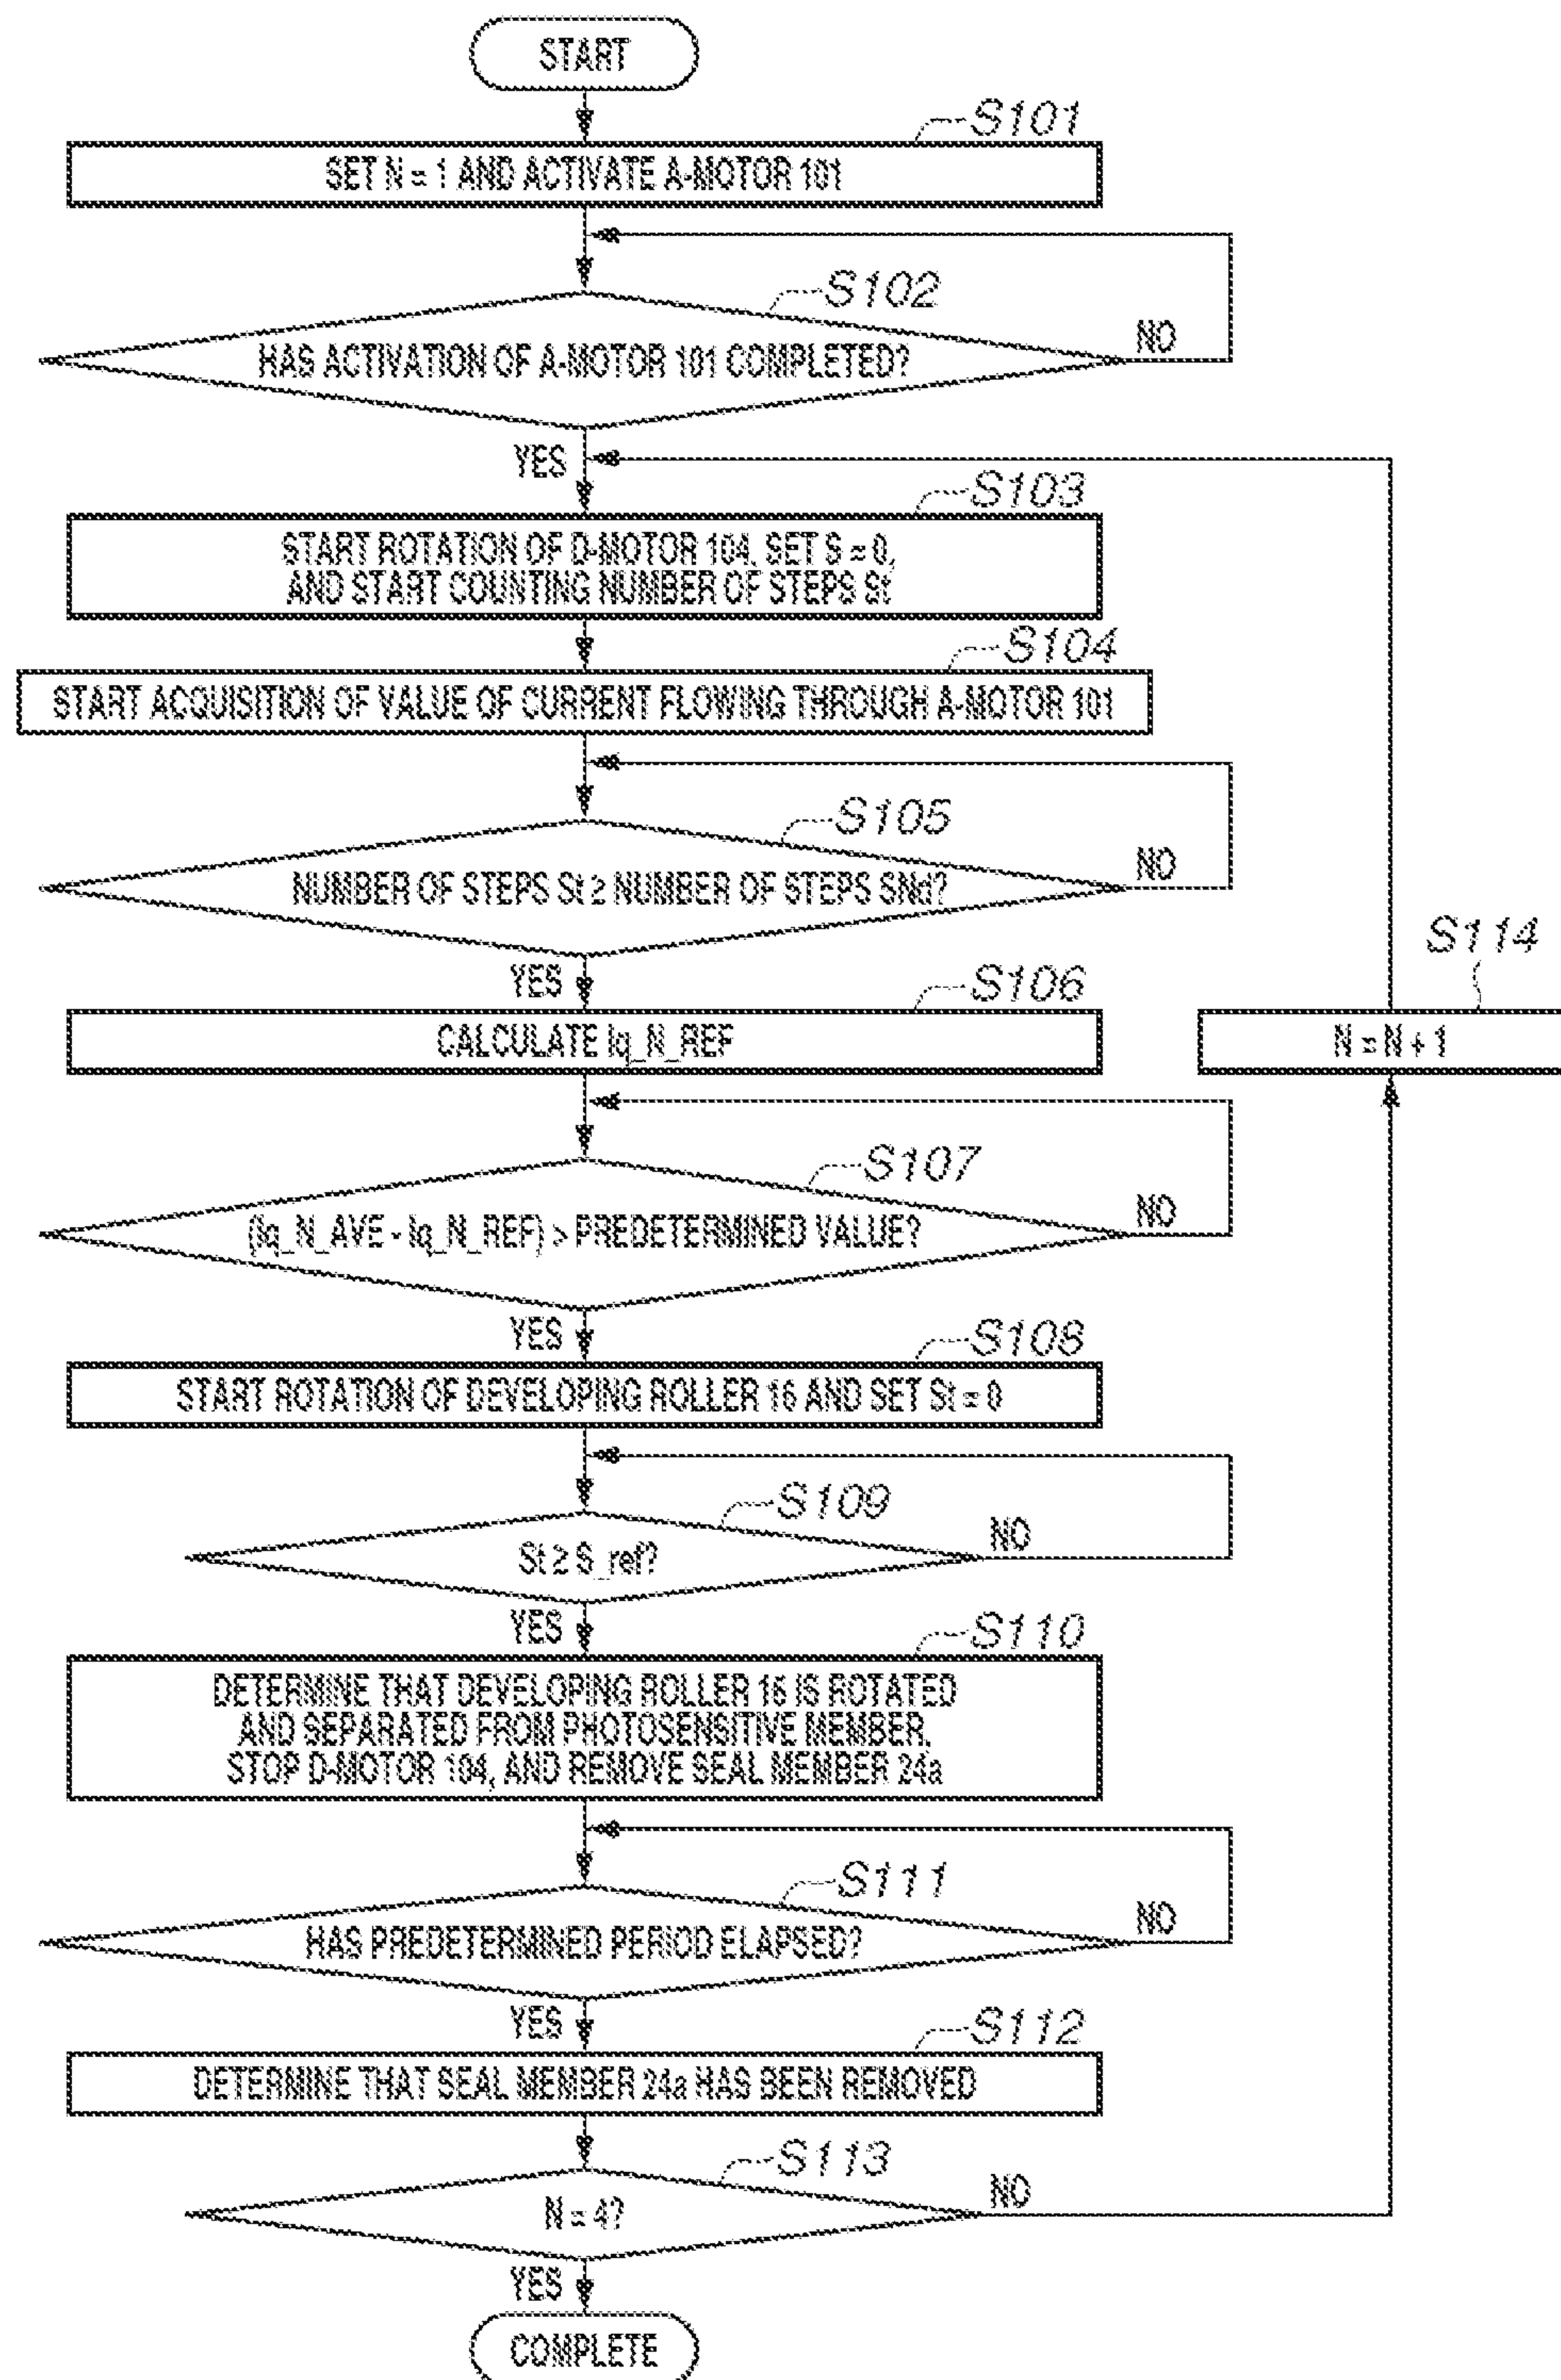 START
S101
SET N = 1 AND ACTIVATE A-MOTOR 101
S102
HAS ACTIVATION OF A-MOTOR 101 COMPLETED?
NO
YES
S103
START ROTATION OF D-MOTOR 104, SET S = 0,
AND START COUNTING NUMBER OF STEPS St
S104
START ACQUISITION OF VALUE OF CURRENT FLOWING THROUGH A-MOTOR 101
S105
NUMBER OF STEPS St ≥ NUMBER OF STEPS SNd?
NO
YES
S106
CALCULATE Iq_N_REF
S114
N = N + 1
S107
(Iq_N_AVE - Iq_N_REF) > PREDETERMINED VALUE?
NO
YES
S108
START ROTATION OF DEVELOPING ROLLER 16 AND SET St = 0
S109
St ≥ S_ref?
NO
YES
S110
DETERMINE THAT DEVELOPING ROLLER 16 IS ROTATED
AND SEPARATED FROM PHOTOSENSITIVE MEMBER,
STOP D-MOTOR 104, AND REMOVE SEAL MEMBER 24a
S111
HAS PREDETERMINED PERIOD ELAPSED?
NO
YES
S112
DETERMINE THAT SEAL MEMBER 24a HAS BEEN REMOVED
S113
N = 4?
NO
YES
COMPLETE